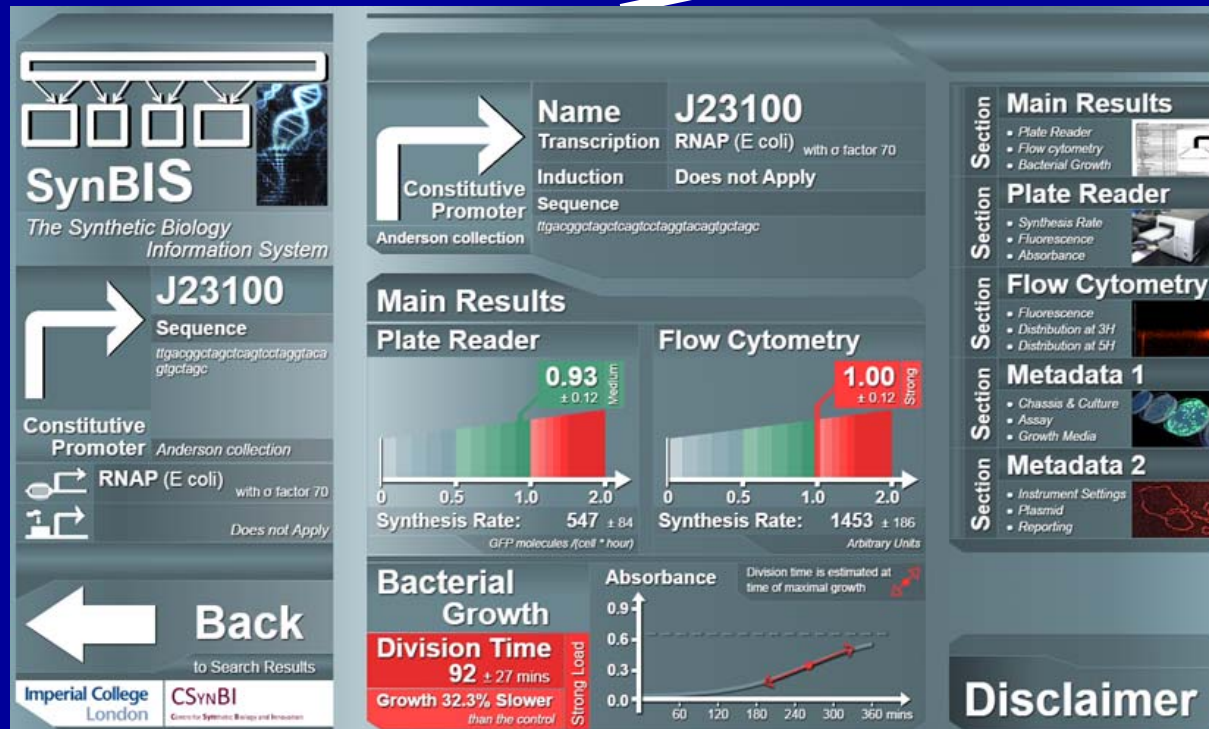 SynBIS
The Synthetic Biology
Information System
J23100
Sequence
ttgacggctagctcagtcctaggtaca
gtgctagc
Constitutive
Promoter
Anderson collection
RNAP (E coli) with σ factor 70
Does not Apply
Back
to Search Results
Imperial College
London
CSYNBI
Centre for Synthetic Biology and Innovation
Constitutive
Promoter
Anderson collection
Name J23100
Transcription RNAP (E coli) with σ factor 70
Induction Does not Apply
Sequence
ttgacggctagctcagtcctaggtacagtgctagc
Main Results
Plate Reader
0.93
± 0.12
Medium
0 0.5 1.0 2.0
Synthesis Rate: 547 ± 84
GFP molecules /(cell * hour)
Flow Cytometry
1.00
± 0.12
Strong
0 0.5 1.0 2.0
Synthesis Rate: 1453 ± 186
Arbitrary Units
Bacterial
Growth
Division Time
92 ± 27 mins
Growth 32.3% Slower
than the control
Strong Load
Absorbance
Division time is estimated at
time of maximal growth
0.9
0.6
0.3
0.0
60 120 180 240 300 360 mins
Section
Main Results
• Plate Reader
• Flow cytometry
• Bacterial Growth
Section
Plate Reader
• Synthesis Rate
• Fluorescence
• Absorbance
Section
Flow Cytometry
• Fluorescence
• Distribution at 3H
• Distribution at 5H
Section
Metadata 1
• Chassis & Culture
• Assay
• Growth Media
Section
Metadata 2
• Instrument Settings
• Plasmid
• Reporting
Disclaimer